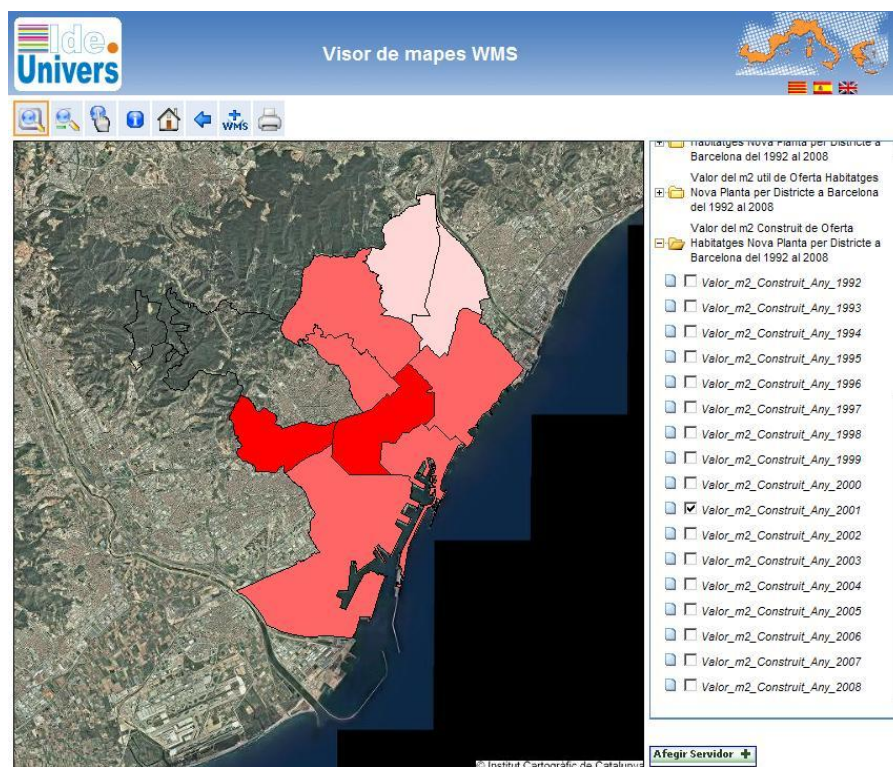 Ide.
Univers
Visor de mapes WMS
WMS
Habitatges Nova Planta per Districte a
Barcelona del 1992 al 2008
Valor del m2 util de Oferta Habitatges
Nova Planta per Districte a Barcelona
del 1992 al 2008
Valor del m2 Construit de Oferta
Habitatges Nova Planta per Districte a
Barcelona del 1992 al 2008
Valor_m2_Construit_Any_1992
Valor_m2_Construit_Any_1993
Valor_m2_Construit_Any_1994
Valor_m2_Construit_Any_1995
Valor_m2_Construit_Any_1996
Valor_m2_Construit_Any_1997
Valor_m2_Construit_Any_1998
Valor_m2_Construit_Any_1999
Valor_m2_Construit_Any_2000
Valor_m2_Construit_Any_2001
Valor_m2_Construit_Any_2002
Valor_m2_Construit_Any_2003
Valor_m2_Construit_Any_2004
Valor_m2_Construit_Any_2005
Valor_m2_Construit_Any_2006
Valor_m2_Construit_Any_2007
Valor_m2_Construit_Any_2008
Afegir Servidor
© Institut Cartogràfic de Catalunya